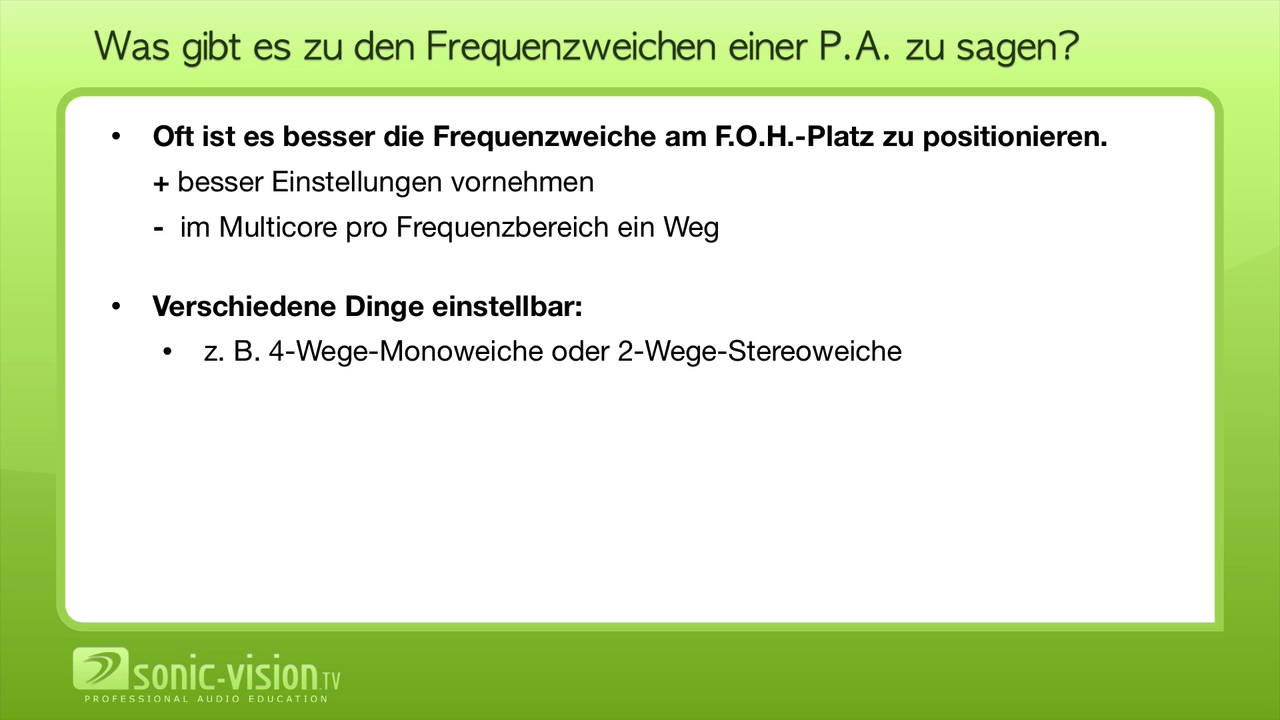 Was gibt es zu den Frequenzweichen einer P.A. zu sagen?
• Oft ist es besser die Frequenzweiche am F.O.H.-Platz zu positionieren.
+ besser Einstellungen vornehmen
- im Multicore pro Frequenzbereich ein Weg
• Verschiedene Dinge einstellbar:
• z. B. 4-Wege-Monoweiche oder 2-Wege-Stereoweiche
sonic-vision.TV
PROFESSIONAL AUDIO EDUCATION